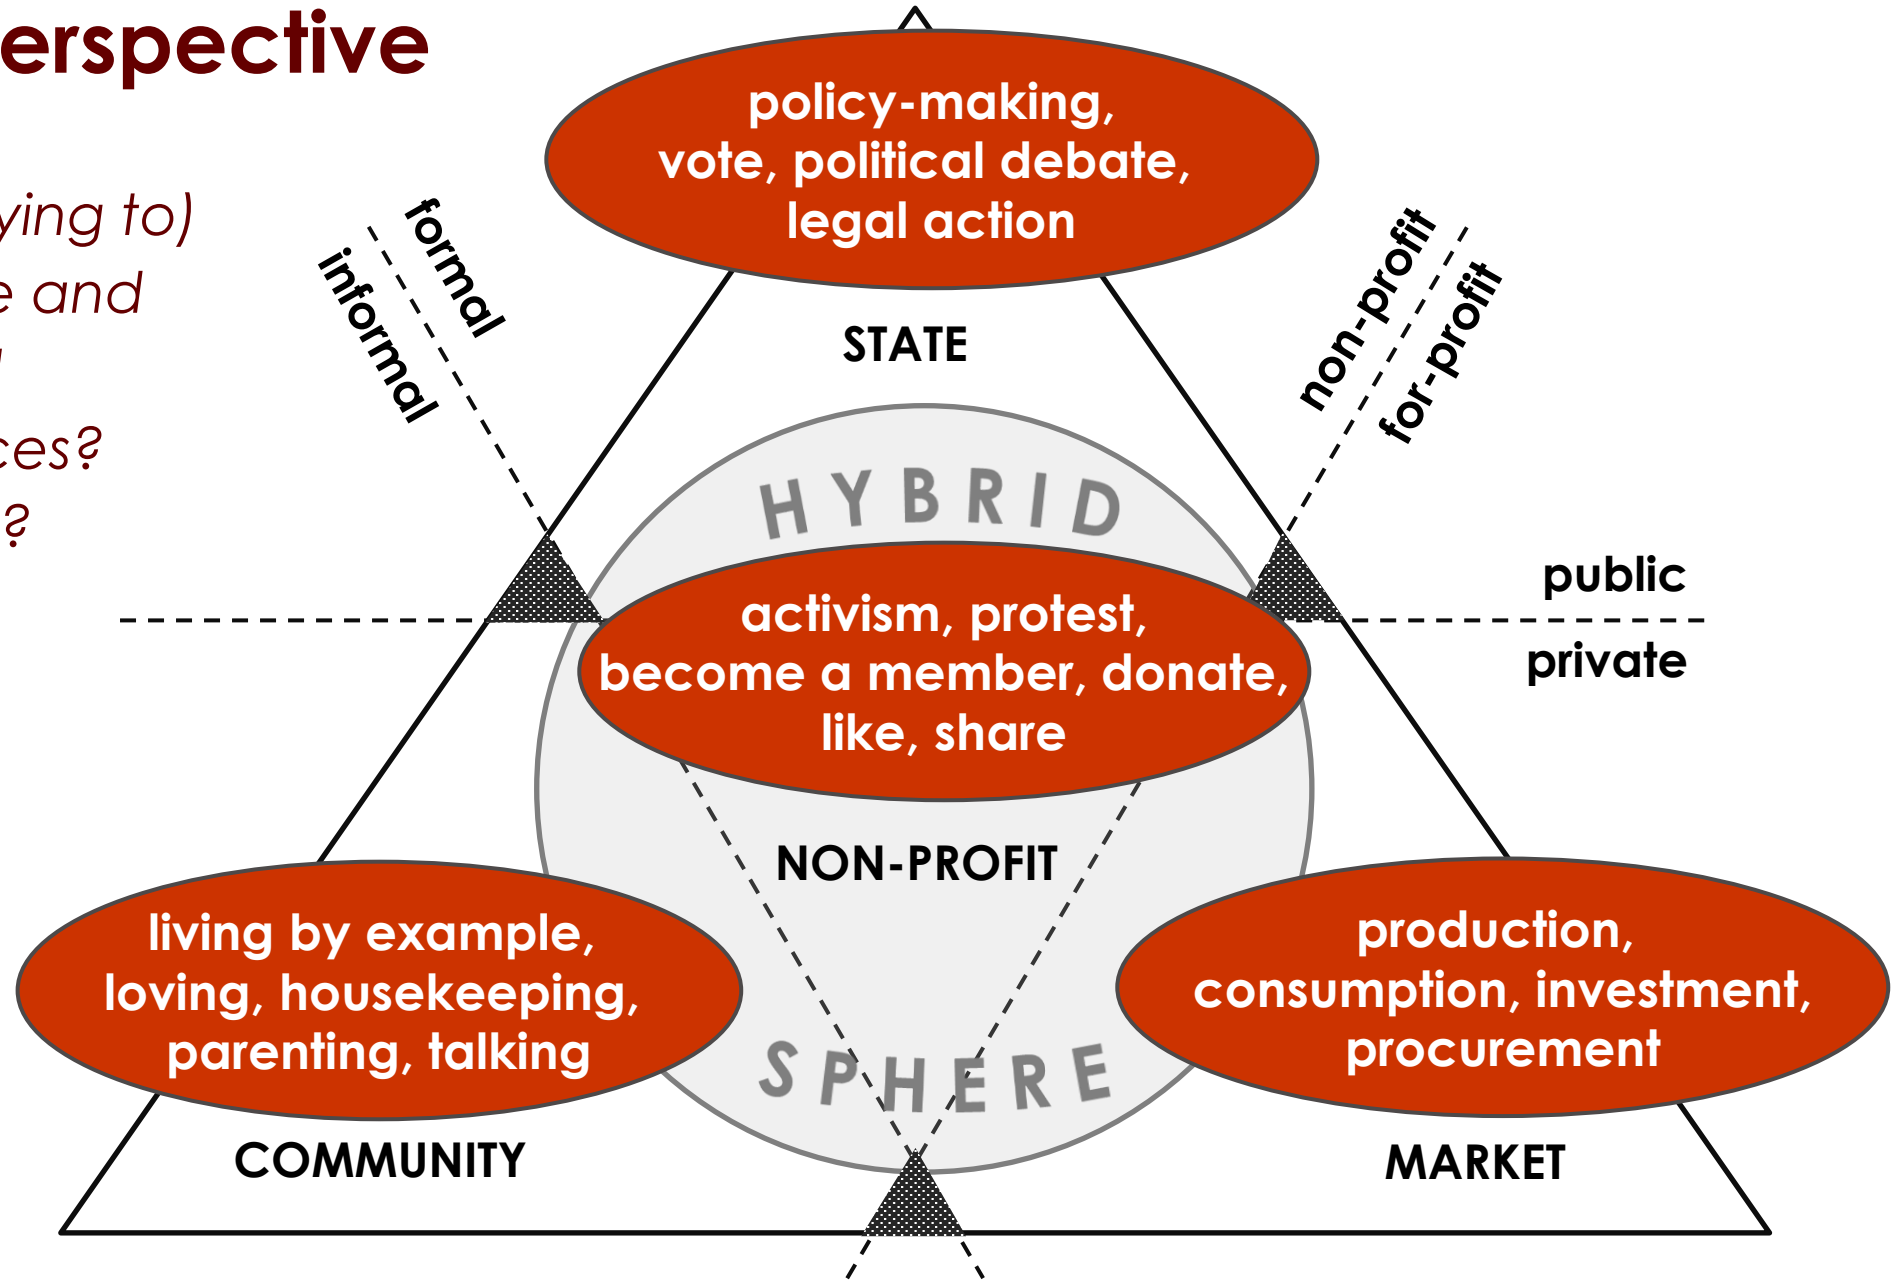 erspective
ying to)
e and
ces?
?
policy-making,
vote, political debate,
legal action
formal
informal
non-profit
for-profit
STATE
HYBRID
public
private
activism, protest,
become a member, donate,
like, share
NON-PROFIT
living by example,
loving, housekeeping,
parenting, talking
production,
consumption, investment,
procurement
SPHERE
COMMUNITY
MARKET